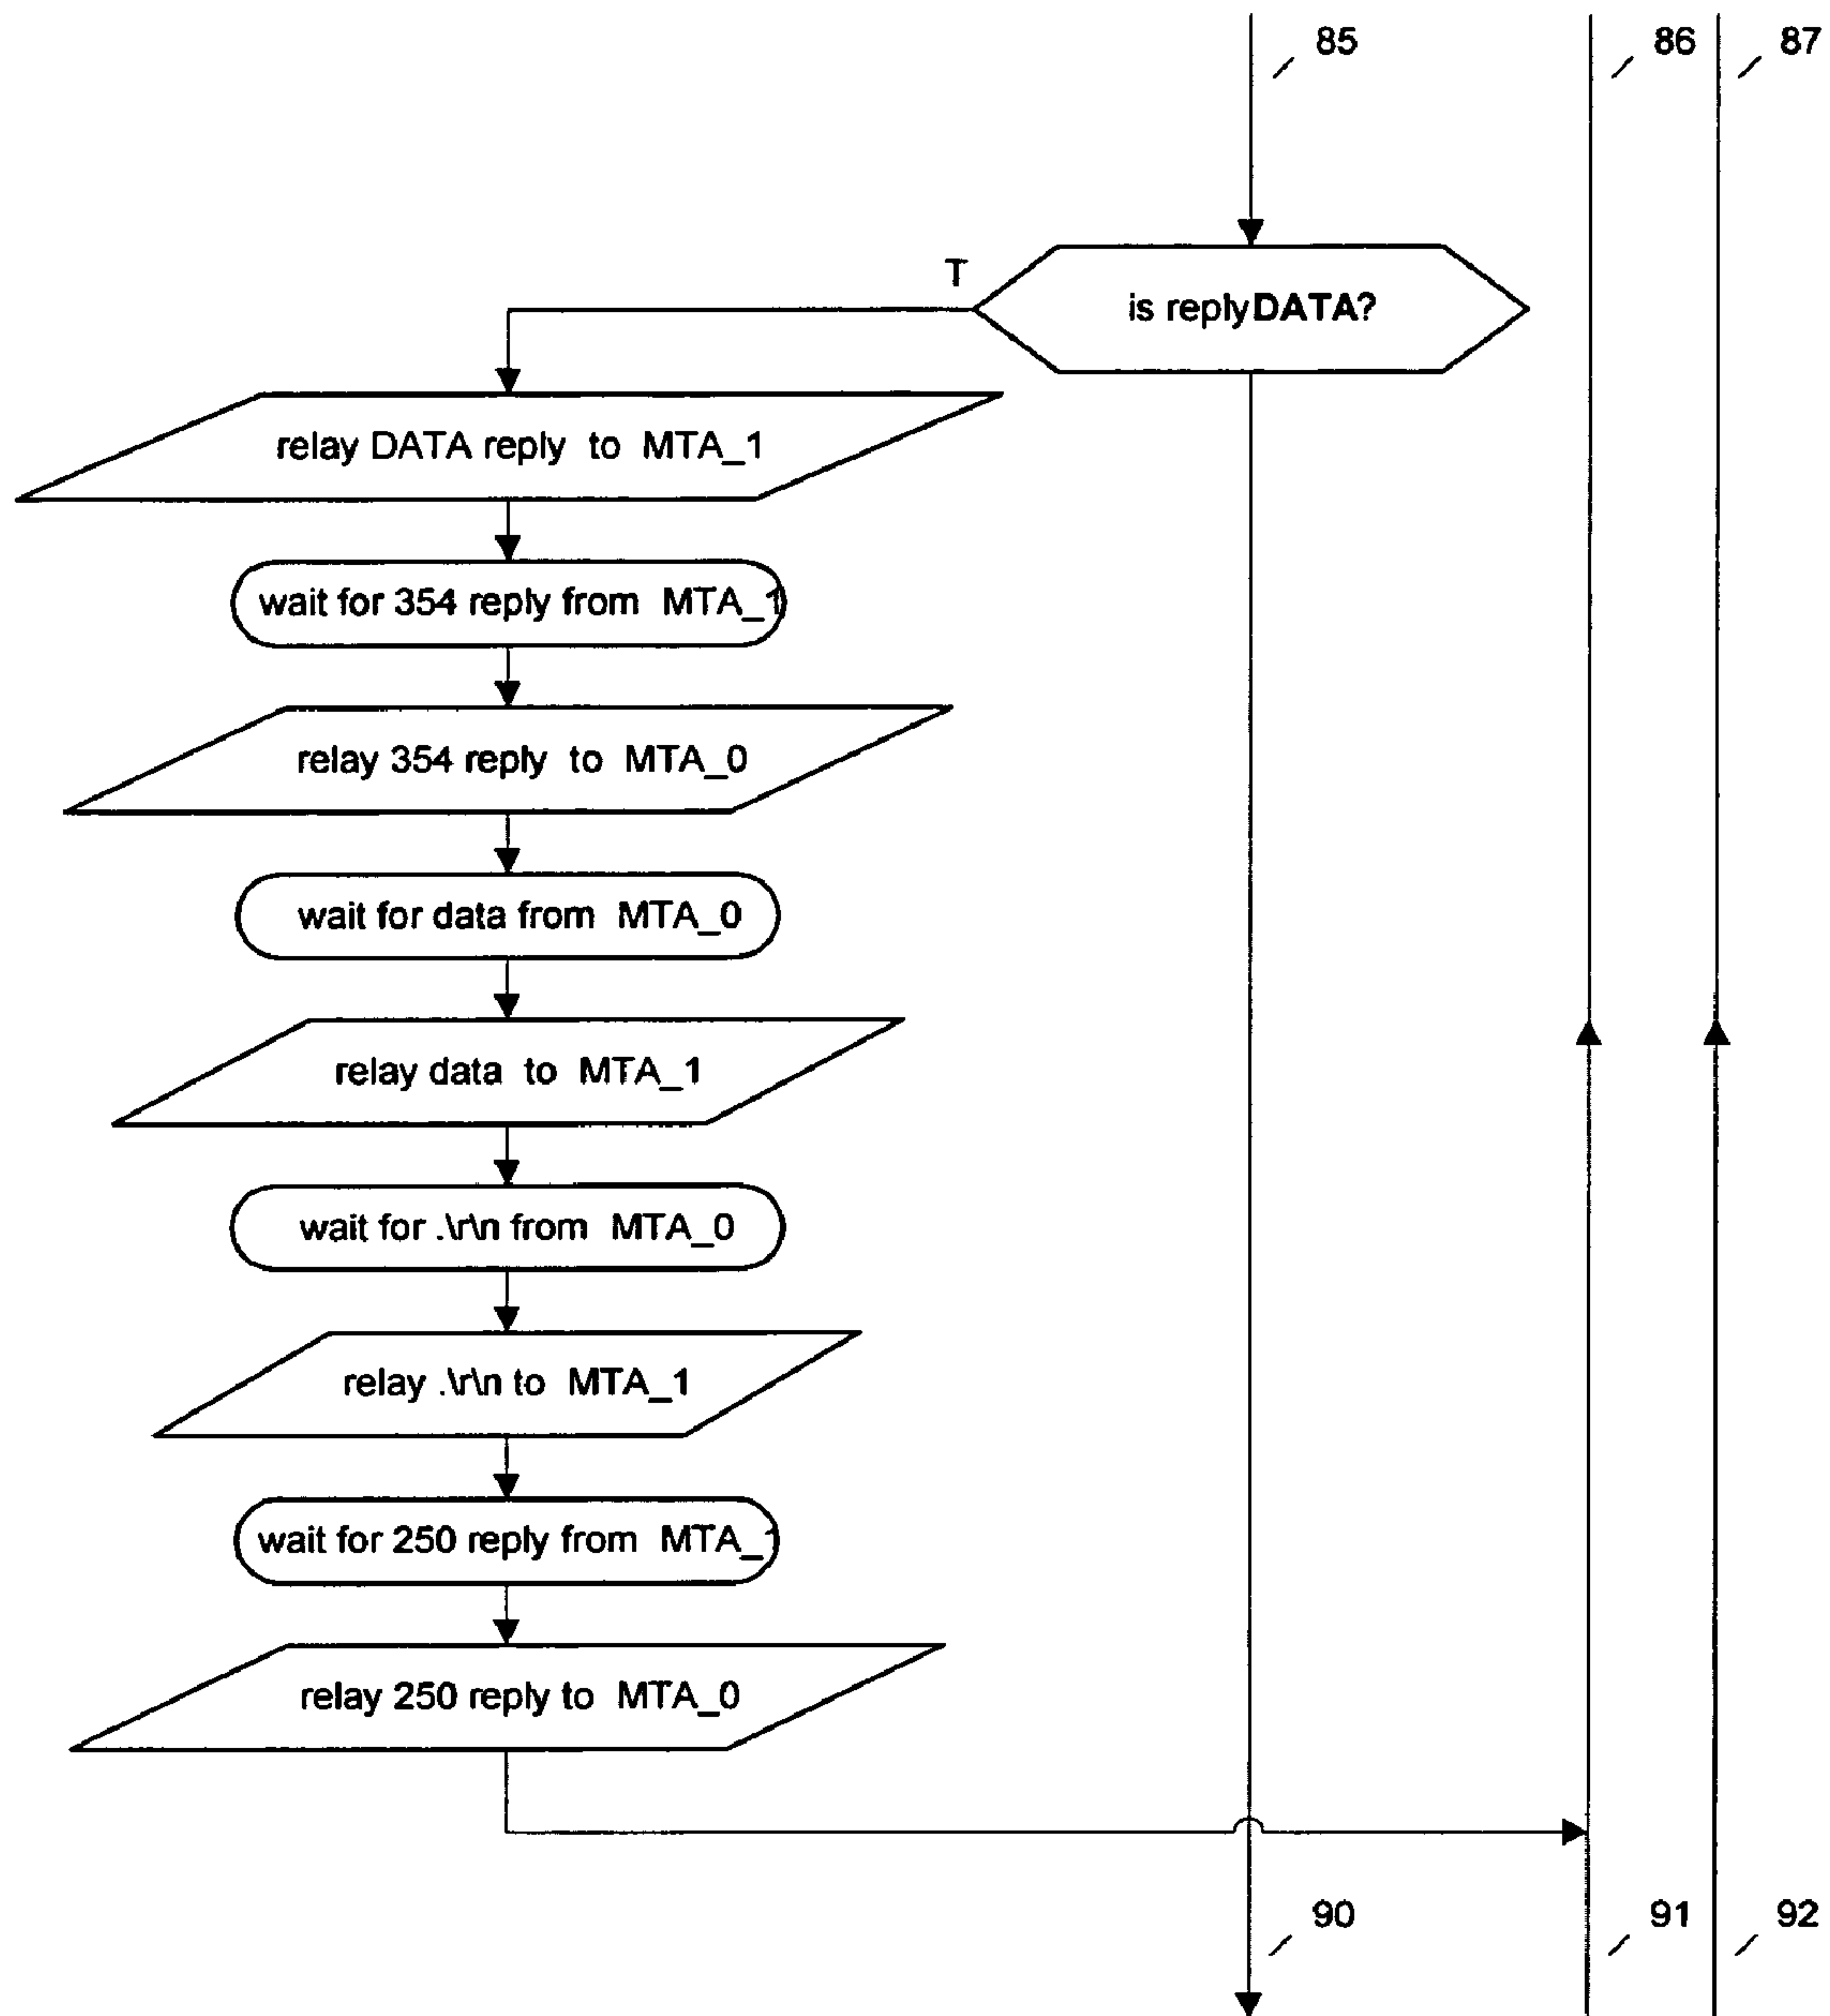 85
86
87
T
is reply DATA?
relay DATA reply to MTA_1
wait for 354 reply from MTA_1
relay 354 reply to MTA_0
wait for data from MTA_0
relay data to MTA_1
wait for .\r\n from MTA_0
relay .\r\n to MTA_1
wait for 250 reply from MTA_1
relay 250 reply to MTA_0
90
91
92